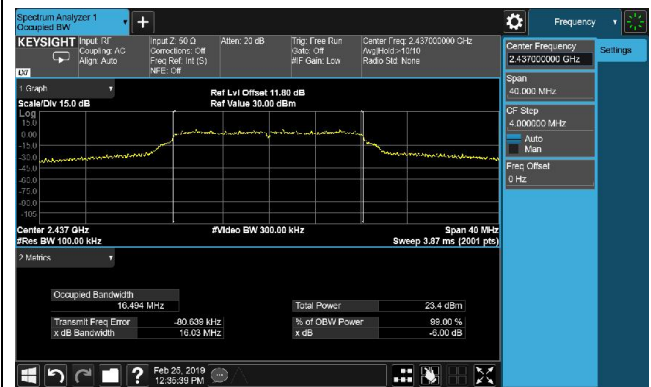 Spectrum Analyzer 1
Occupied BW
+
Frequency
KEYSIGHT
Input: RF
Coupling: AC
Align: Auto
Input Z: 50 Ω
Corrections: Off
Freq Ref: Int (S)
NFE: Off
Atten: 20 dB
Trig: Free Run
Gate: Off
#IF Gain: Low
Center Freq: 2.437000000 GHz
Avg|Hold>10/10
Radio Std: None
LXI
Center Frequency
2.437000000 GHz
Settings
Span
40.000 MHz
CF Step
4.000000 MHz
Auto
Man
Freq Offset
0 Hz
1 Graph
Scale/Div 15.0 dB
Ref Lvl Offset 11.80 dB
Ref Value 30.00 dBm
Log
15.0
0.00
-15.0
-30.0
-45.0
-60.0
-75.0
-90.0
-105
Center 2.437 GHz
#Res BW 100.00 kHz
#Video BW 300.00 kHz
Span 40 MHz
Sweep 3.87 ms (2001 pts)
2 Metrics
Occupied Bandwidth
16.494 MHz
Total Power
23.4 dBm
Transmit Freq Error
-80.639 kHz
% of OBW Power
99.00 %
x dB Bandwidth
16.03 MHz
x dB
-6.00 dB
?
Feb 25, 2019
12:35:39 PM